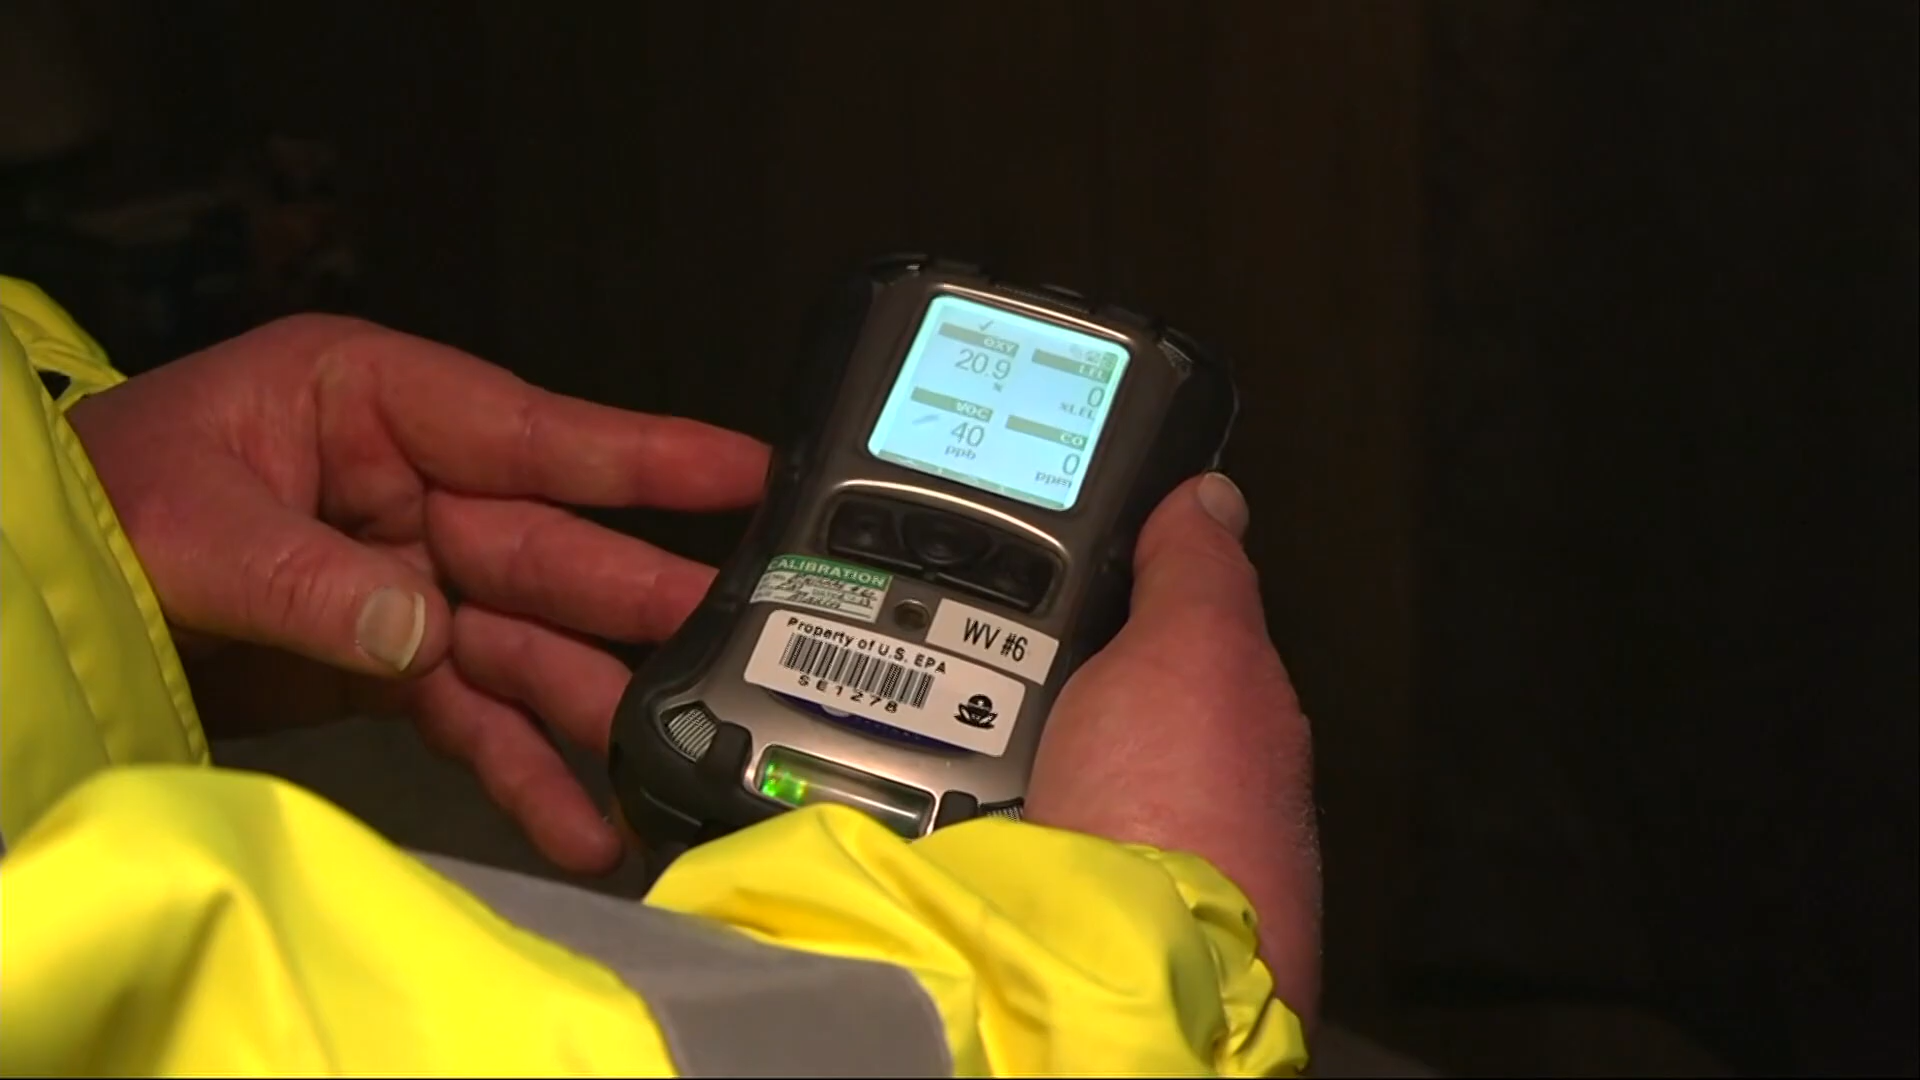 OXY
20.9
%
LEL
0
%LEL
VOC
40
ppb
CO
0
ppm
CALIBRATION
WV #6
Property of U.S. EPA
SE1278